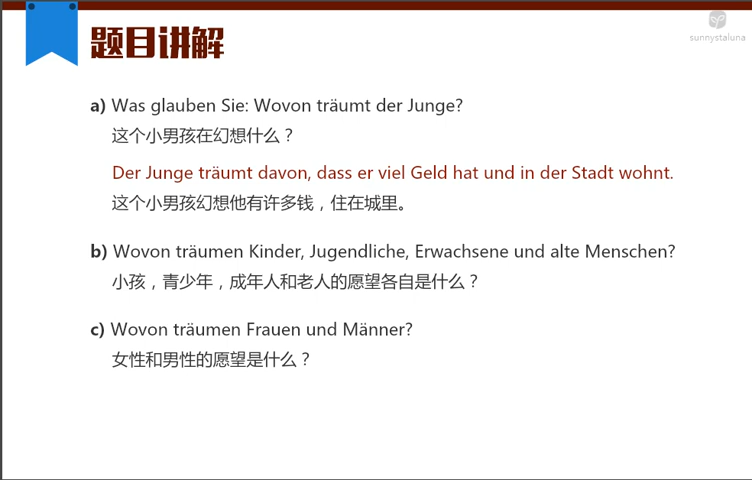 题目讲解
sunnystaluna
a) Was glauben Sie: Wovon träumt der Junge?
这个小男孩在幻想什么？
Der Junge träumt davon, dass er viel Geld hat und in der Stadt wohnt.
这个小男孩幻想他有许多钱，住在城里。
b) Wovon träumen Kinder, Jugendliche, Erwachsene und alte Menschen?
小孩，青少年，成年人和老人的愿望各自是什么？
c) Wovon träumen Frauen und Männer?
女性和男性的愿望是什么？